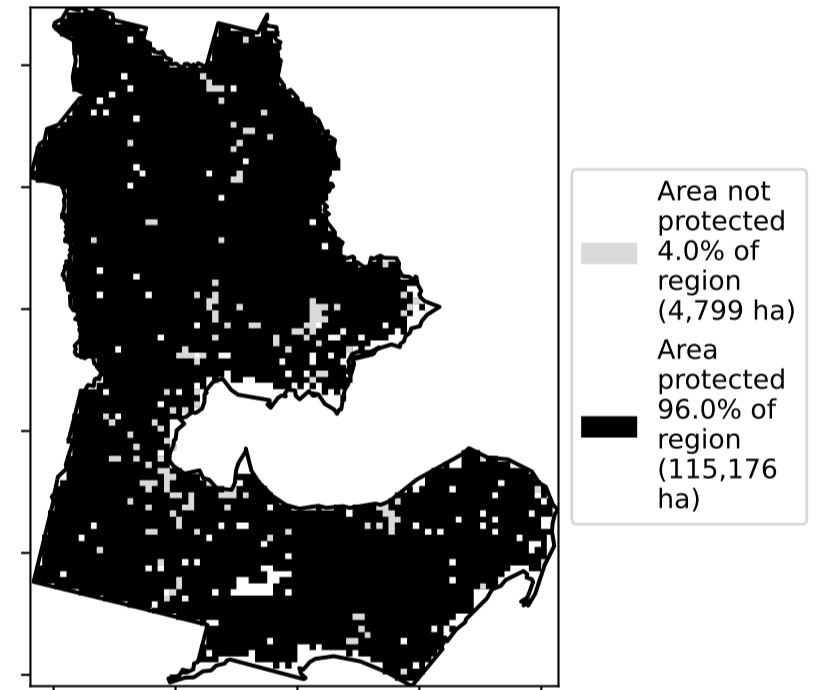 Area not
protected
4.0% of
region
(4,799 ha)
Area
protected
96.0% of
region
(115,176
ha)